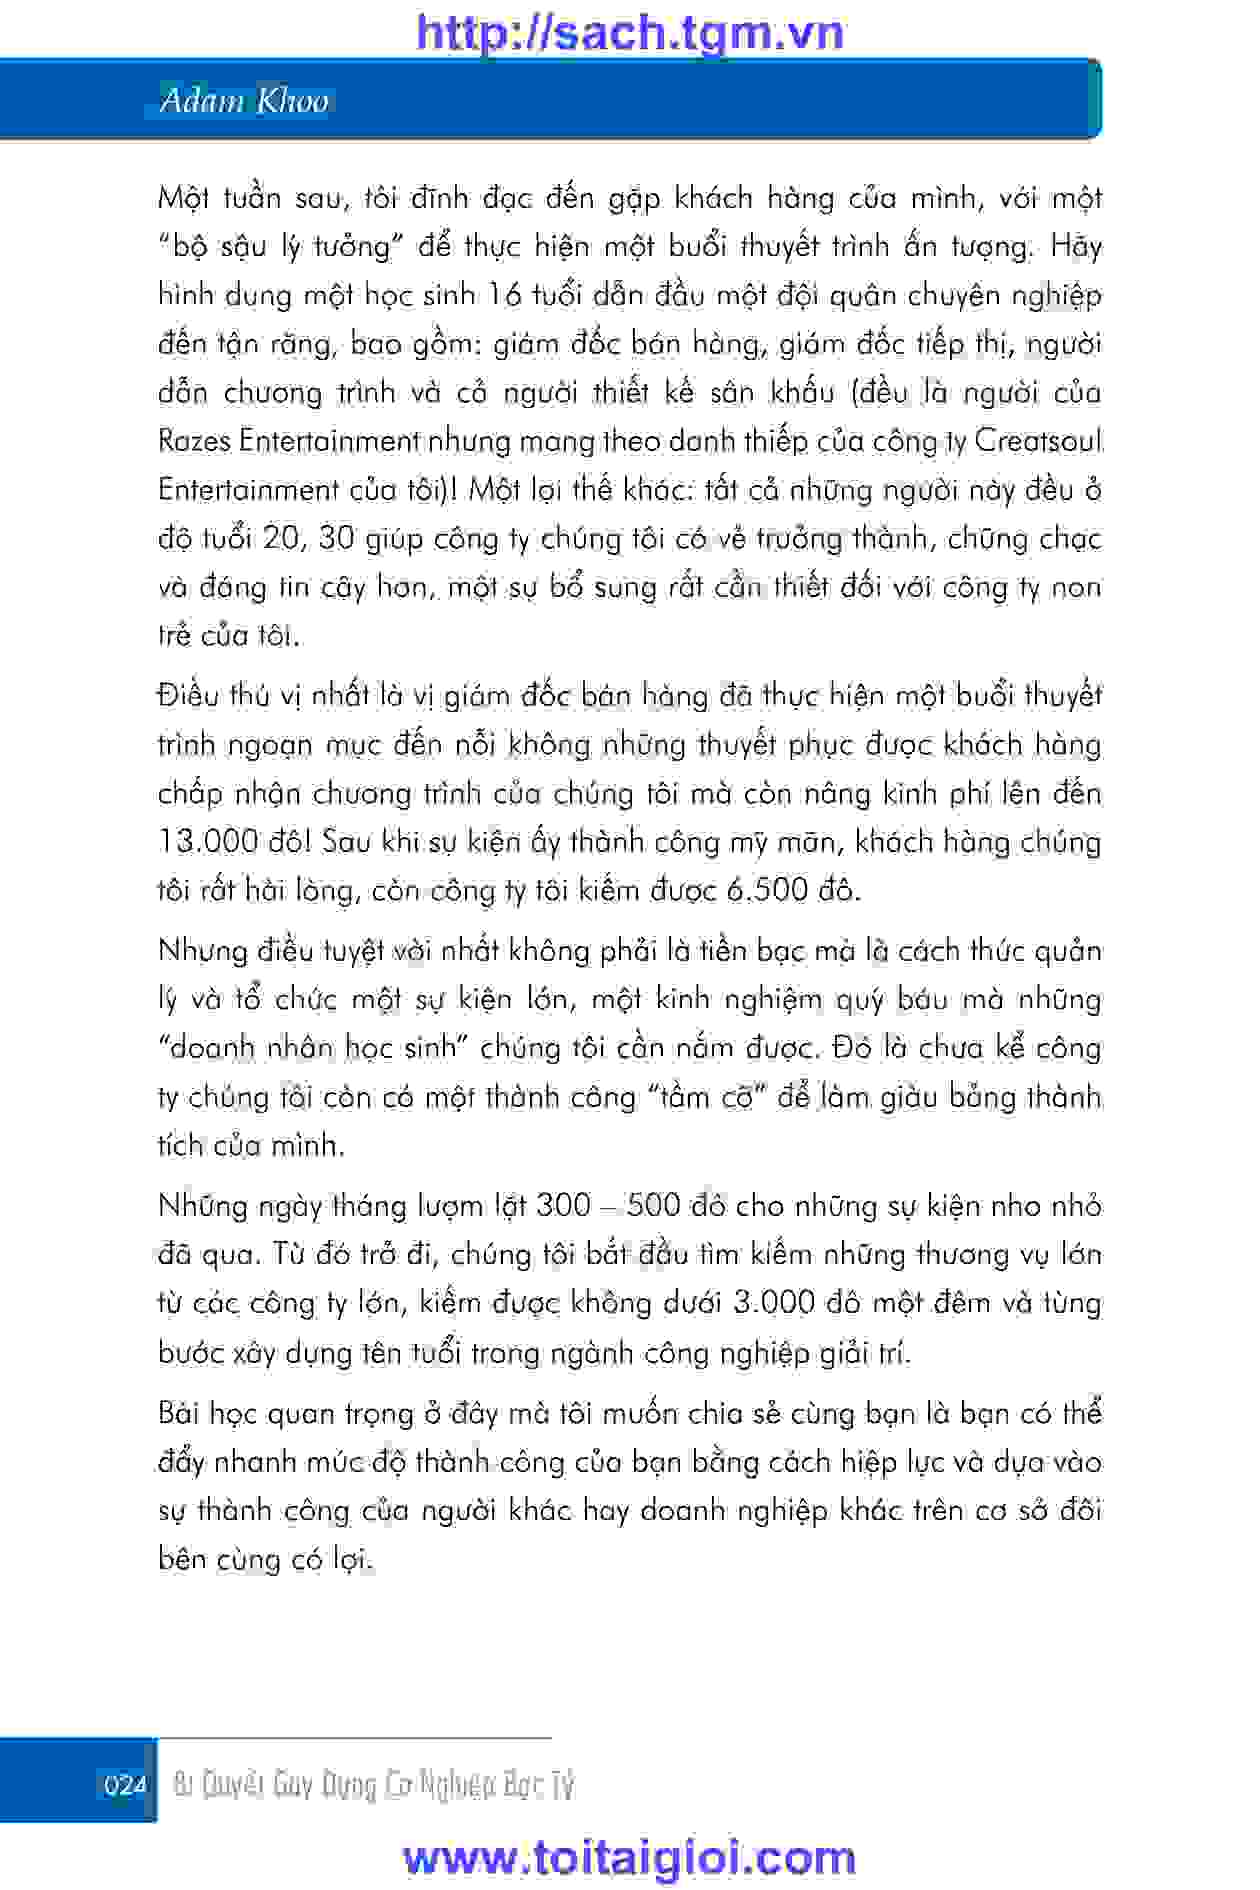 http://sach.tgm.vn
Adam Khoo
Một tuần sau, tôi đĩnh đạc đến gặp khách hàng của mình, với một
“bộ sậu lý tưởng” để thực hiện một buổi thuyết trình ấn tượng. Hãy
hình dung một học sinh 16 tuổi dẫn đầu một đội quân chuyên nghiệp
đến tận răng, bao gồm: giám đốc bán hàng, giám đốc tiếp thị, người
dẫn chương trình và cả người thiết kế sân khấu (đều là người của
Razes Entertainment nhưng mang theo danh thiếp của công ty Creatsoul
Entertainment của tôi)! Một lợi thế khác: tất cả những người này đều ở
độ tuổi 20, 30 giúp công ty chúng tôi có vẻ trưởng thành, chững chạc
và đáng tin cậy hơn, một sự bổ sung rất cần thiết đối với công ty non
trẻ của tôi.
Điều thú vị nhất là vị giám đốc bán hàng đã thực hiện một buổi thuyết
trình ngoạn mục đến nỗi không những thuyết phục được khách hàng
chấp nhận chương trình của chúng tôi mà còn nâng kinh phí lên đến
13.000 đô! Sau khi sự kiện ấy thành công mỹ mãn, khách hàng chúng
tôi rất hài lòng, còn công ty tôi kiếm được 6.500 đô.
Nhưng điều tuyệt vời nhất không phải là tiền bạc mà là cách thức quản
lý và tổ chức một sự kiện lớn, một kinh nghiệm quý báu mà những
“doanh nhân học sinh” chúng tôi cần nắm được. Đó là chưa kể công
ty chúng tôi còn có một thành công “tầm cỡ” để làm giàu bảng thành
tích của mình.
Những ngày tháng lượm lặt 300 – 500 đô cho những sự kiện nho nhỏ
đã qua. Từ đó trở đi, chúng tôi bắt đầu tìm kiếm những thương vụ lớn
từ các công ty lớn, kiếm được không dưới 3.000 đô một đêm và từng
bước xây dựng tên tuổi trong ngành công nghiệp giải trí.
Bài học quan trọng ở đây mà tôi muốn chia sẻ cùng bạn là bạn có thể
đẩy nhanh mức độ thành công của bạn bằng cách hiệp lực và dựa vào
sự thành công của người khác hay doanh nghiệp khác trên cơ sở đôi
bên cùng có lợi.
024 Bí Quyết Gây Dựng Cơ Nghiệp Bạc Tỷ
www.toitaigioi.com